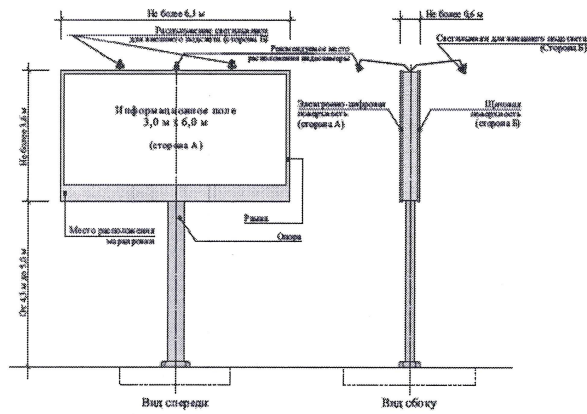 Не более 6,3 м
Расположение светильников
для внешнего подсвета (сторона Б)
Рекомендуемое место
расположения видеокамеры
Не более 0,6 м
Светильники для внешнего подсвета
(Сторона Б)
Не более 3,6 м
Информационное поле
3,0 м x 6,0 м
(сторона А)
Электронно-цифровая
поверхность
(сторона А)
Щитовая
поверхность
(сторона Б)
Рамка
Место расположения
маркировки
Опора
От 4,3 м до 5,0 м
Вид спереди
Вид сбоку